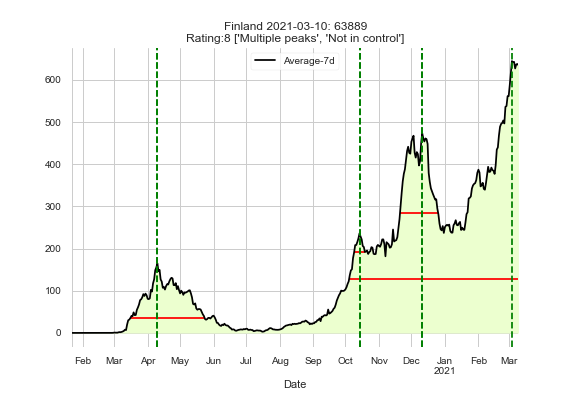 Finland 2021-03-10: 63889
Rating:8 ['Multiple peaks', 'Not in control']
Average-7d
600
500
400
300
200
100
0
Feb Mar Apr May Jun Jul Aug Sep Oct Nov Dec Jan Feb Mar
2021
Date